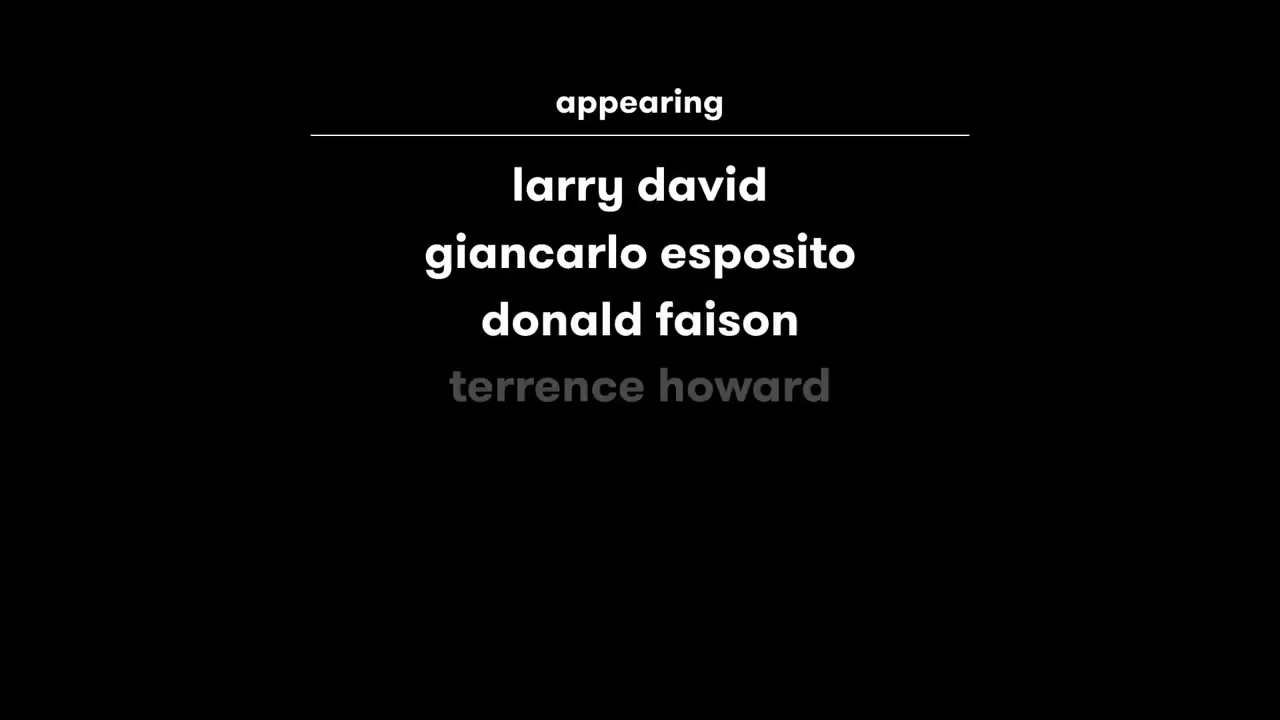 appearing
larry david
giancarlo esposito
donald faison
terrence howard